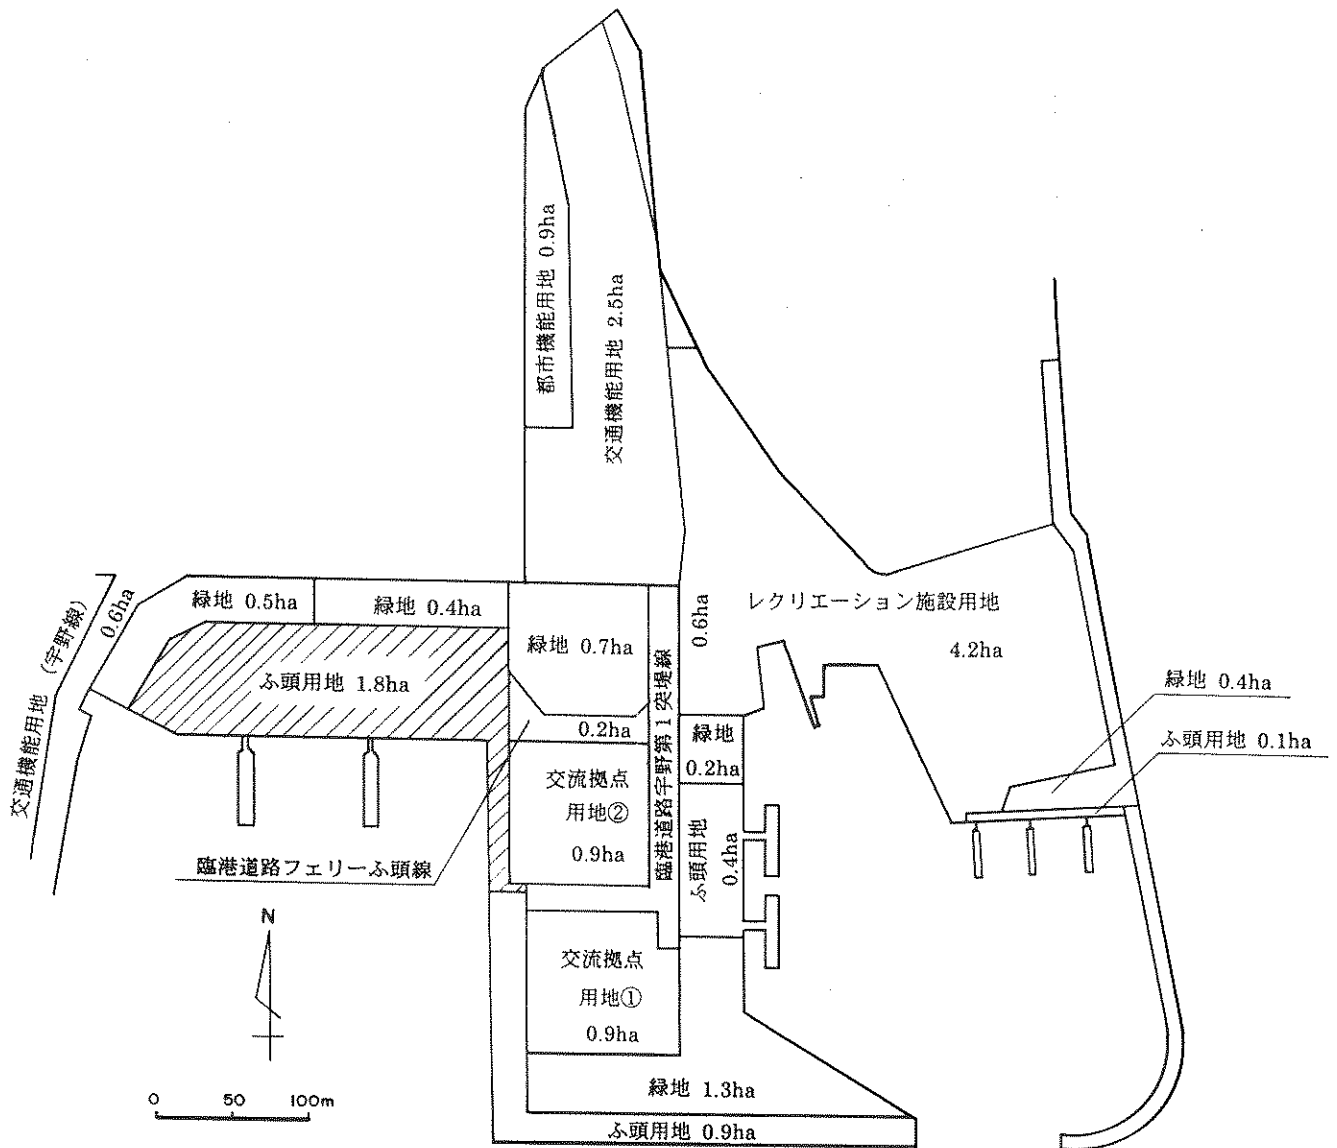 都市機能用地 0.9ha
交通機能用地 2.5ha
交通機能用地 (宇野線)
0.6ha
緑地 0.5ha
緑地 0.4ha
緑地 0.7ha
0.6ha
レクリエーション施設用地
4.2ha
ふ頭用地 1.8ha
0.2ha
臨港道路宇野第1突堤線
緑地
0.2ha
緑地 0.4ha
ふ頭用地 0.1ha
交流拠点
用地②
0.9ha
ふ頭用地
0.4ha
臨港道路フェリーふ頭線
N
交流拠点
用地①
0.9ha
緑地 1.3ha
ふ頭用地 0.9ha
0 50 100m